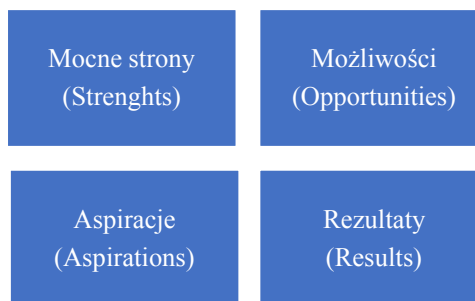 Mocne strony
(Strenghts)
Możliwości
(Opportunities)
Aspiracje
(Aspirations)
Rezultaty
(Results)